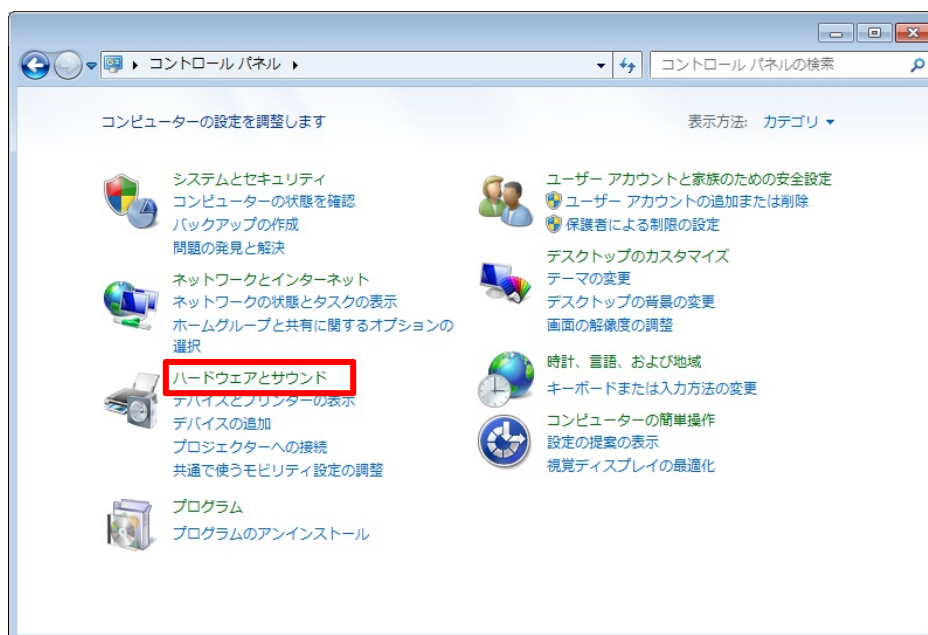 コントロール パネル
コントロール パネルの検索
コンピューターの設定を調整します
表示方法: カテゴリ
システムとセキュリティ
コンピューターの状態を確認
バックアップの作成
問題の発見と解決
ネットワークとインターネット
ネットワークの状態とタスクの表示
ホームグループと共有に関するオプションの
選択
ハードウェアとサウンド
デバイスとプリンターの表示
デバイスの追加
プロジェクターへの接続
共通で使うモビリティ設定の調整
プログラム
プログラムのアンインストール
ユーザー アカウントと家族のための安全設定
ユーザー アカウントの追加または削除
保護者による制限の設定
デスクトップのカスタマイズ
テーマの変更
デスクトップの背景の変更
画面の解像度の調整
時計、言語、および地域
キーボードまたは入力方法の変更
コンピューターの簡単操作
設定の提案の表示
視覚ディスプレイの最適化